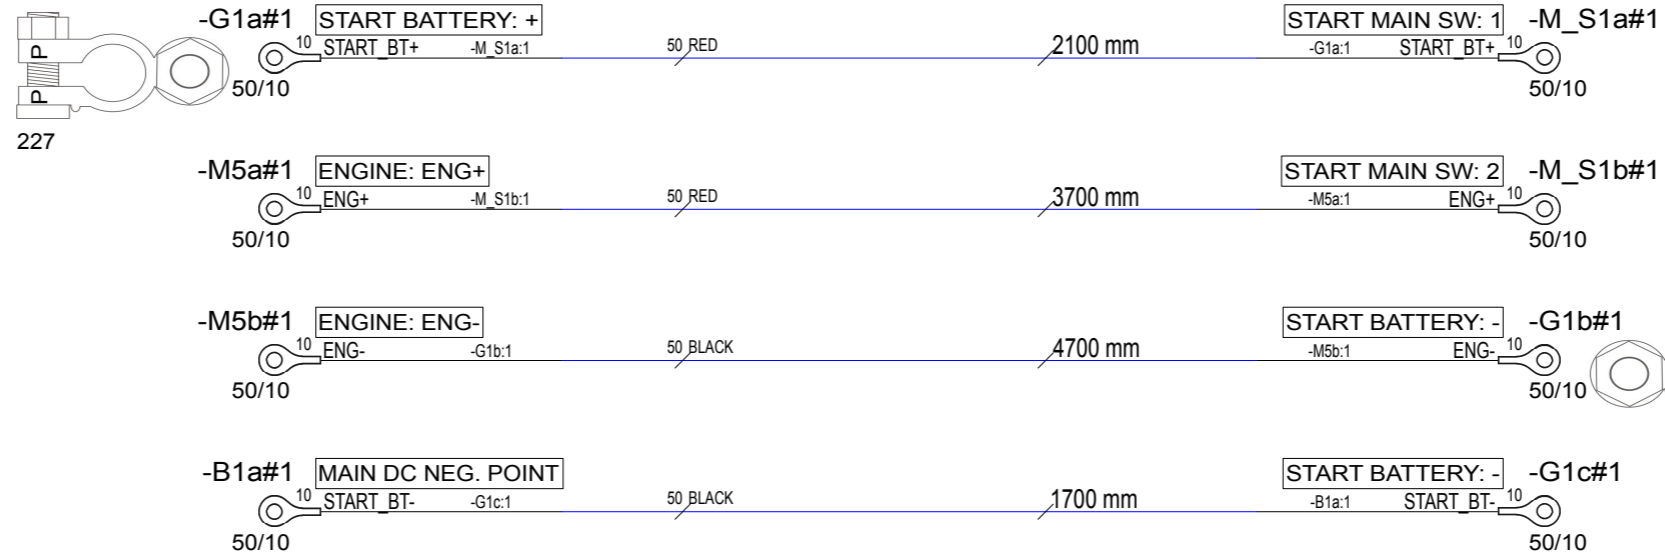 -G1a#1 START BATTERY: + START MAIN SW: 1 -M_S1a#1
P 10 START_BT+ -M_S1a:1 50 RED 2100 mm -G1a:1 START_BT+ 10
P 50/10 50/10
227
-M5a#1 ENGINE: ENG+ START MAIN SW: 2 -M_S1b#1
10 ENG+ -M_S1b:1 50 RED 3700 mm -M5a:1 ENG+ 10
50/10 50/10
-M5b#1 ENGINE: ENG- START BATTERY: - -G1b#1
10 ENG- -G1b:1 50 BLACK 4700 mm -M5b:1 ENG- 10
50/10 50/10
-B1a#1 MAIN DC NEG. POINT START BATTERY: - -G1c#1
10 START_BT- -G1c:1 50 BLACK 1700 mm -B1a:1 START_BT- 10
50/10 50/10